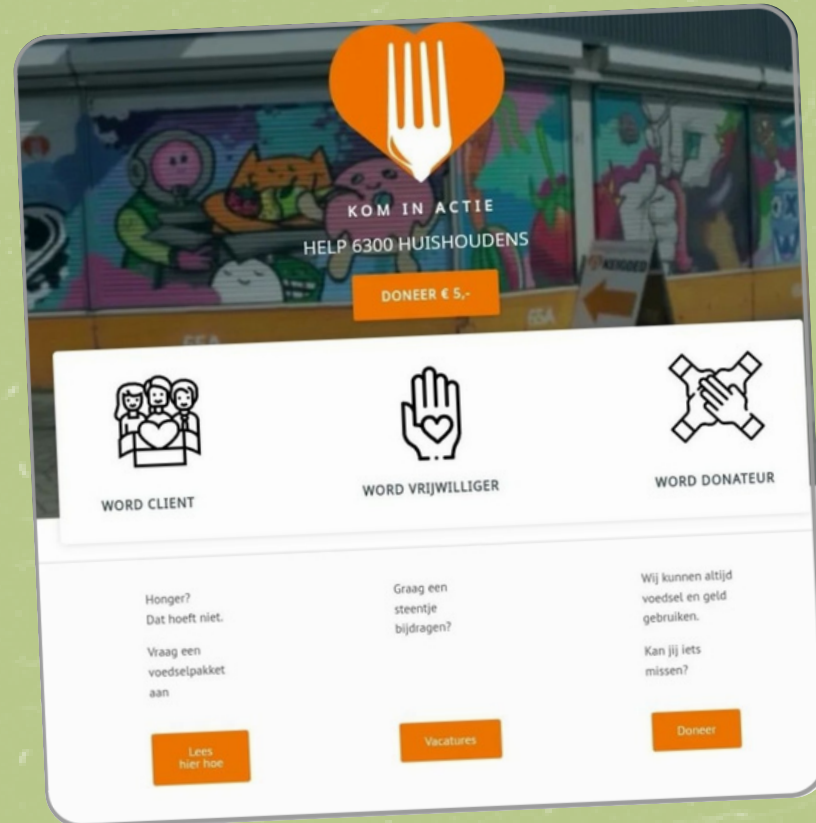 KOM IN ACTIE
HELP 6300 HUISHOUDENS
DONEER € 5,-
WORD CLIENT
WORD VRIJWILLIGER
WORD DONATEUR
Honger?
Dat hoeft niet.
Vraag een
voedselpakket
aan
Lees
hier hoe
Graag een
steentje
bijdragen?
Vacatures
Wij kunnen altijd
voedsel en geld
gebruiken.
Kan jij iets
missen?
Doneer